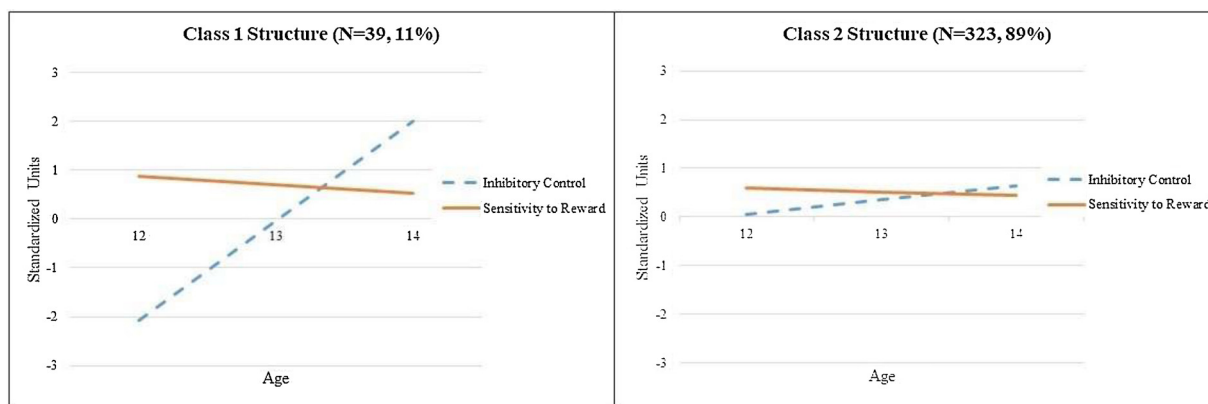 Class 1 Structure (N=39, 11%)
3
2
1
0
-1
-2
-3
Standardized Units
12 13 14
Age
Inhibitory Control
Sensitivity to Reward
Class 2 Structure (N=323, 89%)
3
2
1
0
-1
-2
-3
Standardized Units
12 13 14
Age
Inhibitory Control
Sensitivity to Reward